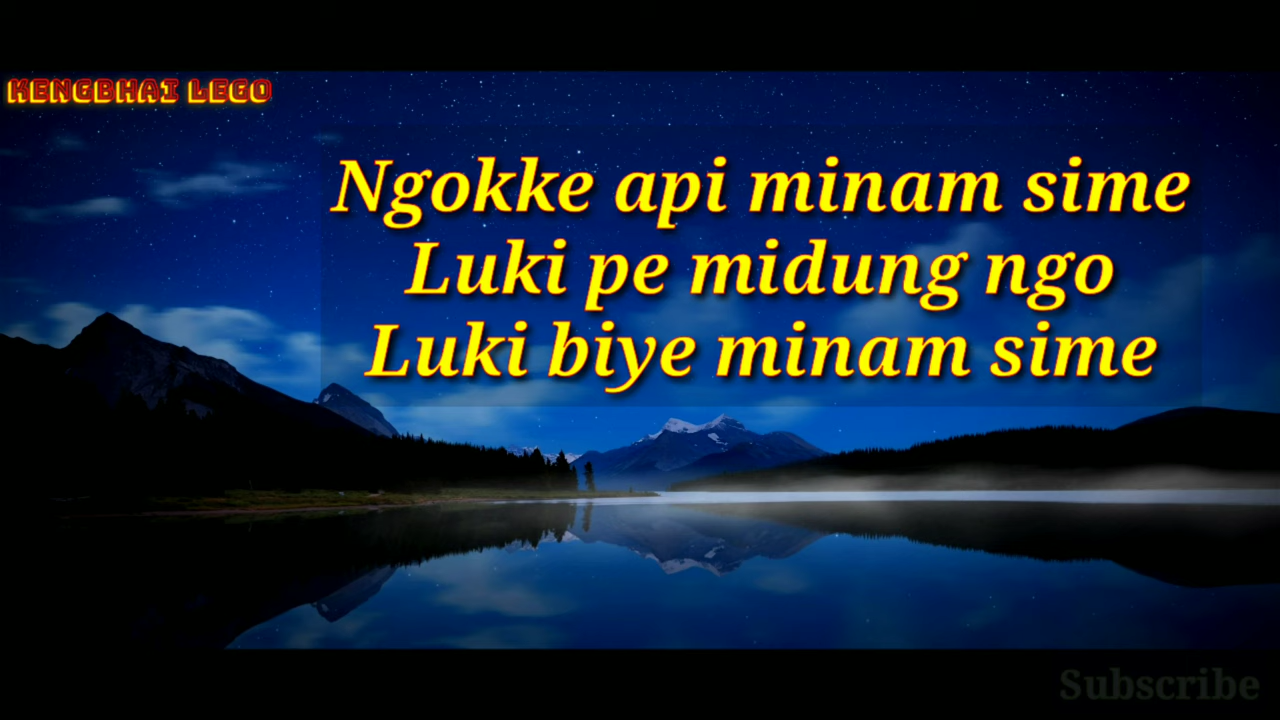 KENGBHAI LEGO
Ngokke api minam sime
Luki pe midung ngo
Luki biye minam sime
Subscribe